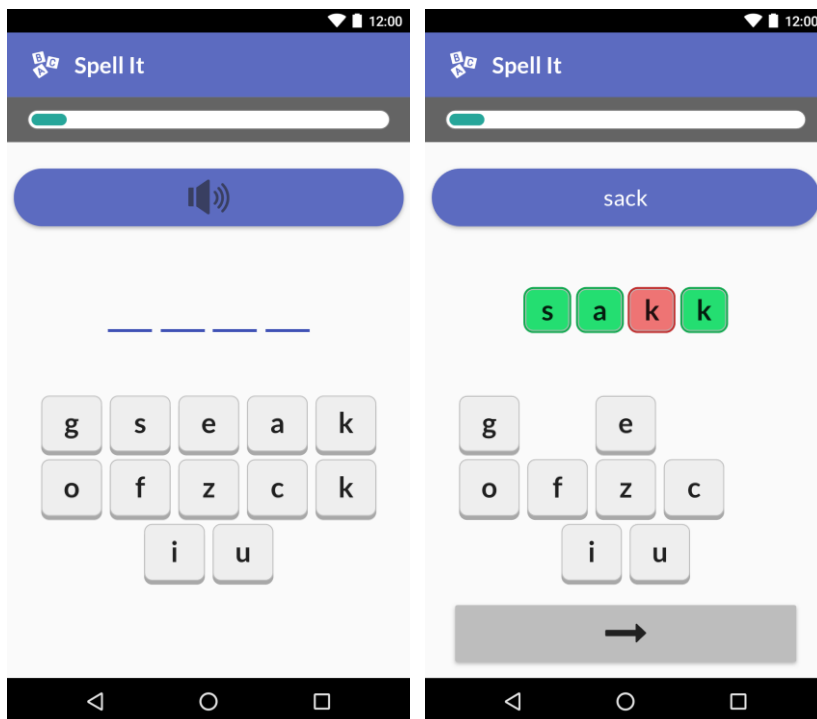 12:00
B C A Spell It
g s e a k
o f z c k
i u
12:00
B C A Spell It
sack
s a k k
g e
o f z c
i u